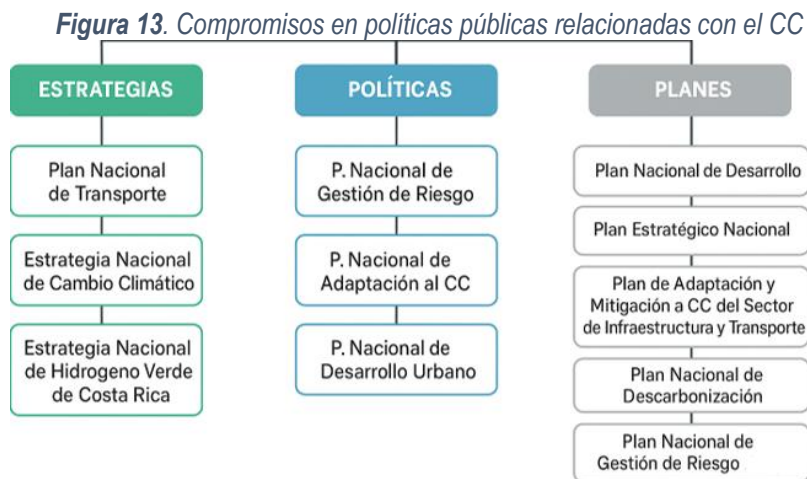 Figura 13. Compromisos en políticas públicas relacionadas con el CC
ESTRATEGIAS
Plan Nacional
de Transporte
Estrategia Nacional
de Cambio Climático
Estrategia Nacional
de Hidrogeno Verde
de Costa Rica
POLÍTICAS
P. Nacional de
Gestión de Riesgo
P. Nacional de
Adaptación al CC
P. Nacional de
Desarrollo Urbano
PLANES
Plan Nacional de Desarrollo
Plan Estratégico Nacional
Plan de Adaptación y
Mitigación a CC del Sector
de Infraestructura y Transporte
Plan Nacional de
Descarbonización
Plan Nacional de
Gestión de Riesgo